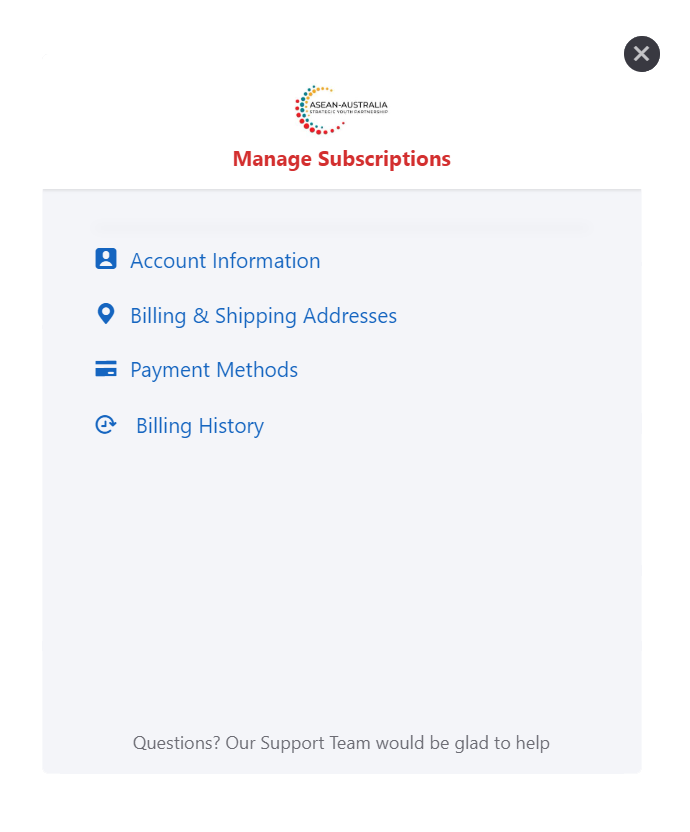 ASEAN-AUSTRALIA
STRATEGIC YOUTH PARTNERSHIP
Manage Subscriptions
Account Information
Billing & Shipping Addresses
Payment Methods
Billing History
Questions? Our Support Team would be glad to help